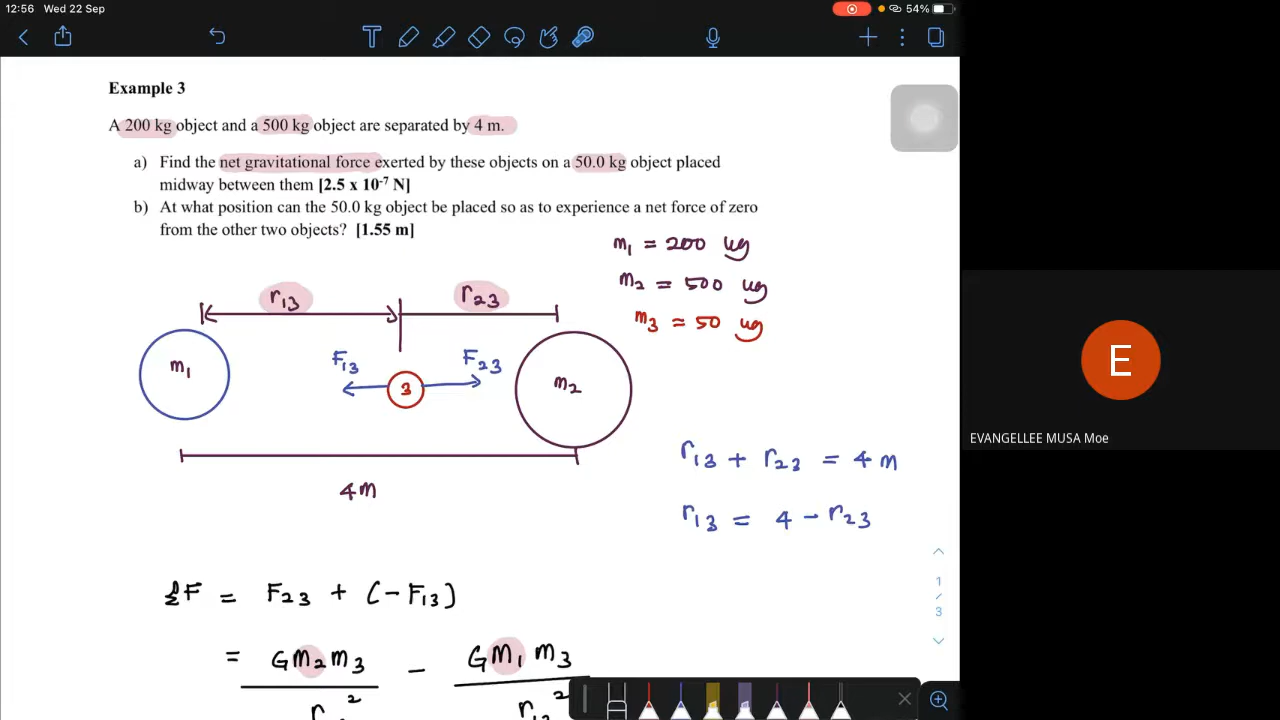 12:56 Wed 22 Sep
54%
Example 3
A 200 kg object and a 500 kg object are separated by 4 m.
a) Find the net gravitational force exerted by these objects on a 50.0 kg object placed
midway between them [2.5 x 10⁻⁷ N]
b) At what position can the 50.0 kg object be placed so as to experience a net force of zero
from the other two objects? [1.55 m]
m₁ = 200 kg
m₂ = 500 kg
m₃ = 50 kg
r₁₃ r₂₃
m₁ F₁₃ 3 F₂₃ m₂
4m
r₁₃ + r₂₃ = 4 m
r₁₃ = 4 - r₂₃
ΣF = F₂₃ + (-F₁₃)
= Gm₂m₃ - Gm₁m₃
1
/
3
E
EVANGELLEE MUSA Moe